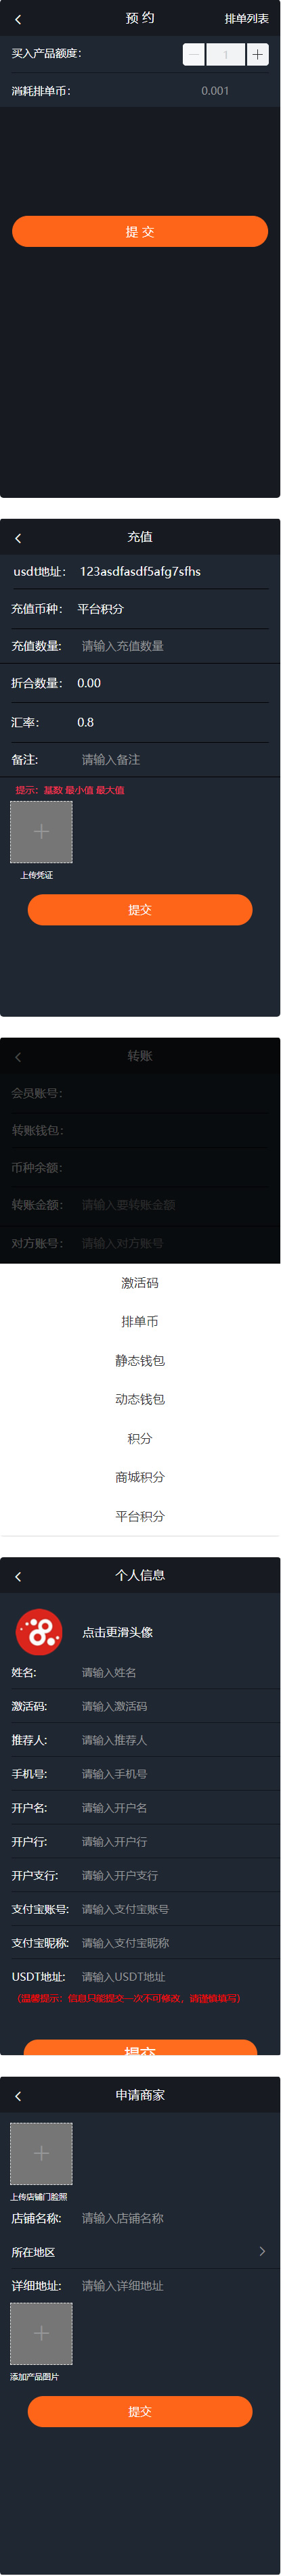 预 约 排单列表
买入产品额度： 1
消耗排单币： 0.001
提 交
充值
usdt地址： 123asdfasdf5afg7sfhs
充值币种： 平台积分
充值数量： 请输入充值数量
折合数量： 0.00
汇率： 0.8
备注: 请输入备注
提示：基数 最小值 最大值
上传凭证
提交
转账
会员账号：
转账钱包：
币种余额：
转账金额： 请输入要转账金额
对方账号： 请输入对方账号
激活码
排单币
静态钱包
动态钱包
积分
商城积分
平台积分
个人信息
点击更滑头像
姓名: 请输入姓名
激活码: 请输入激活码
推荐人: 请输入推荐人
手机号: 请输入手机号
开户名: 请输入开户名
开户行: 请输入开户行
开户支行: 请输入开户支行
支付宝账号: 请输入支付宝账号
支付宝昵称: 请输入支付宝昵称
USDT地址: 请输入USDT地址
（温馨提示：信息只能提交一次不可修改，请谨慎填写）
提交
申请商家
上传店铺门脸照
店铺名称: 请输入店铺名称
所在地区
详细地址: 请输入详细地址
添加产品图片
提交